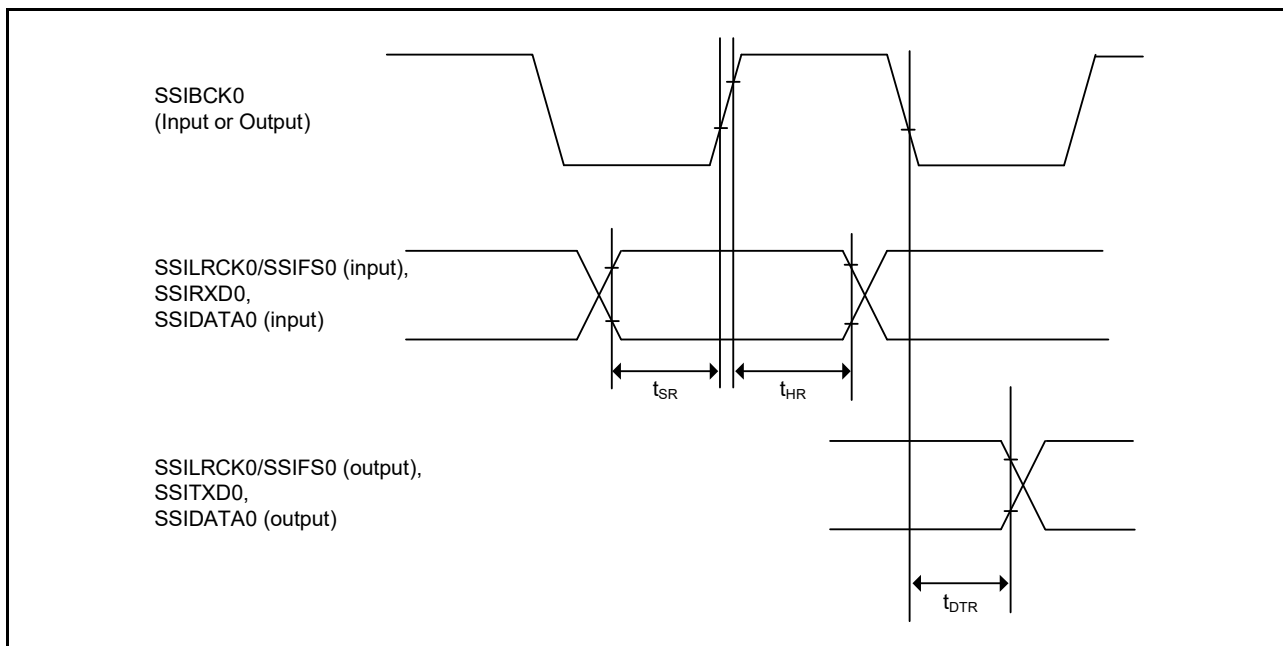 SSIBCK0
(Input or Output)
SSILRCK0/SSIFS0 (input),
SSIRXD0,
SSIDATA0 (input)
tSR
tHR
SSILRCK0/SSIFS0 (output),
SSITXD0,
SSIDATA0 (output)
tDTR